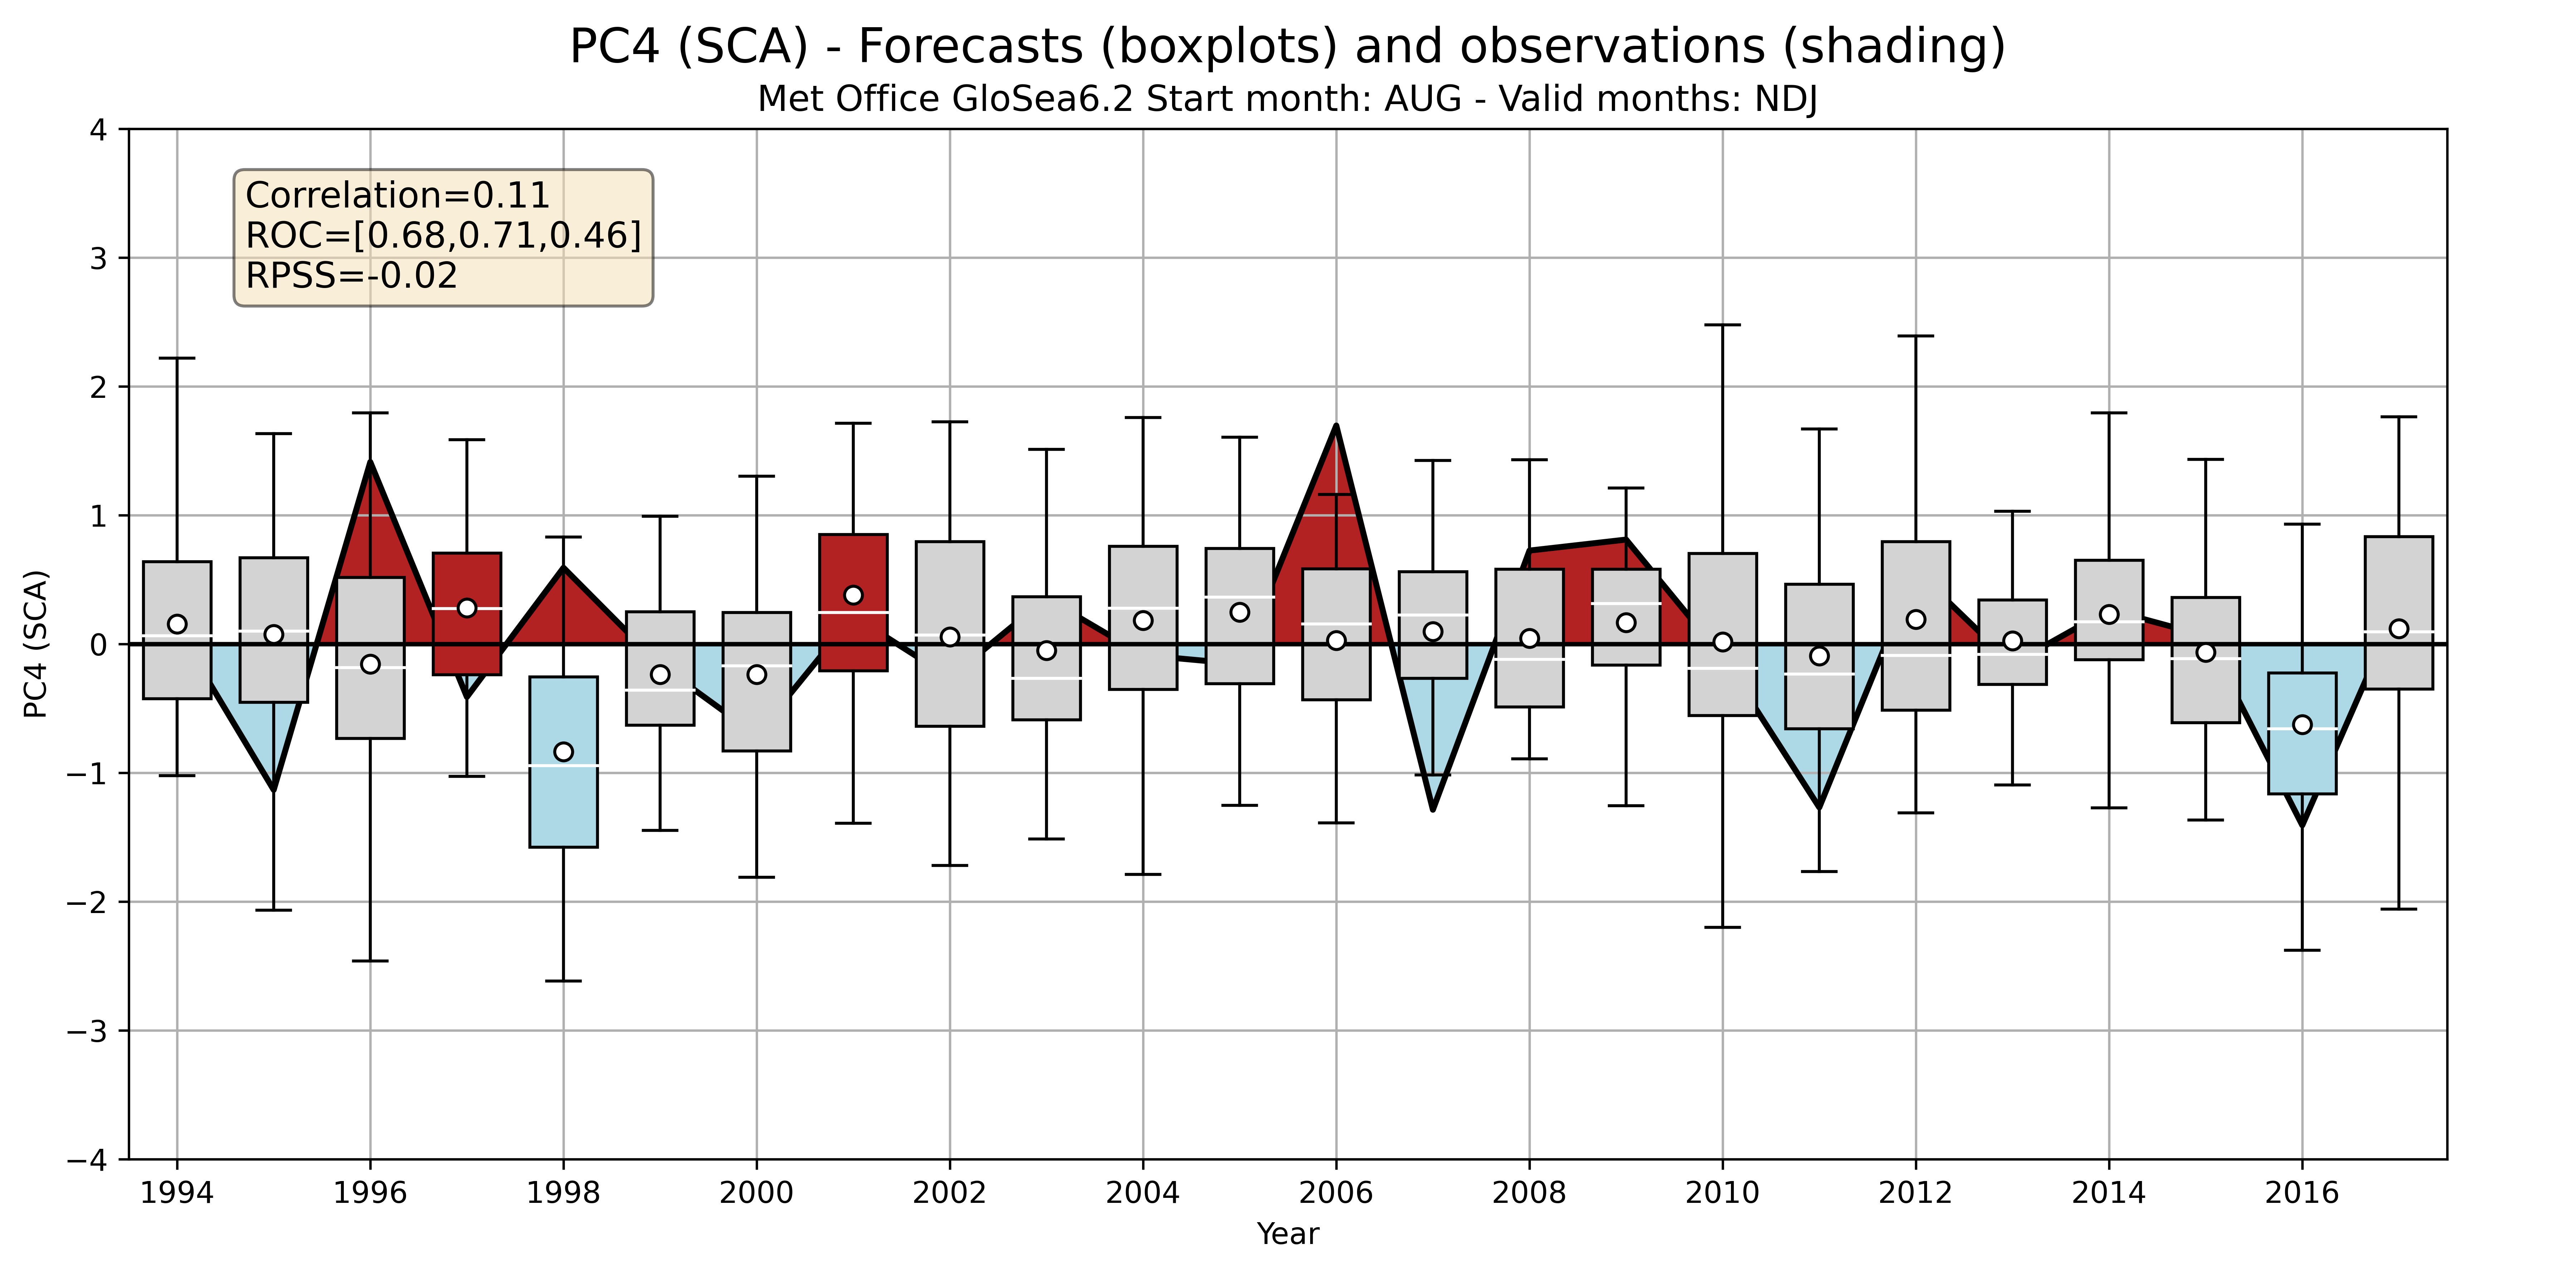 PC4 (SCA) - Forecasts (boxplots) and observations (shading)
Met Office GloSea6.2 Start month: AUG - Valid months: NDJ
Correlation=0.11
ROC=[0.68,0.71,0.46]
RPSS=-0.02
PC4 (SCA)
4
3
2
1
0
−1
−2
−3
−4
1994 1996 1998 2000 2002 2004 2006 2008 2010 2012 2014 2016
Year